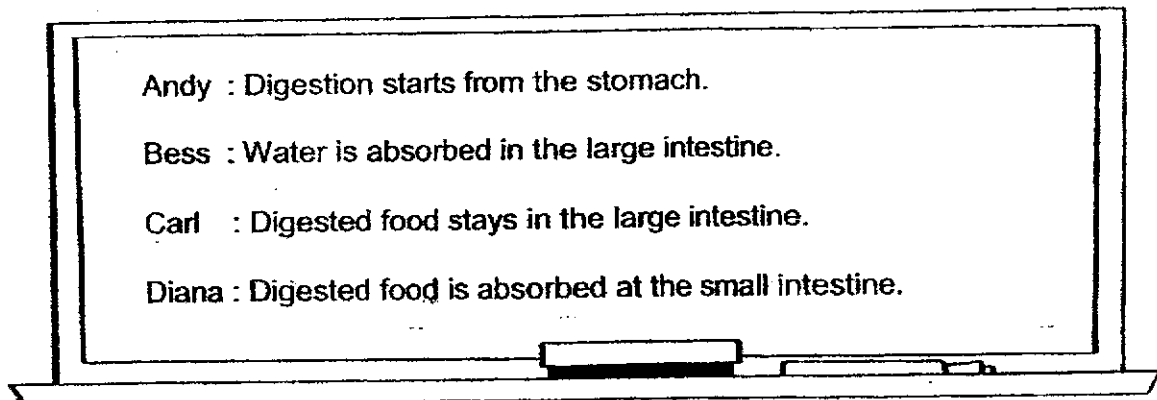 Andy : Digestion starts from the stomach.
Bess : Water is absorbed in the large intestine.
Carl : Digested food stays in the large intestine.
Diana : Digested food is absorbed at the small intestine.